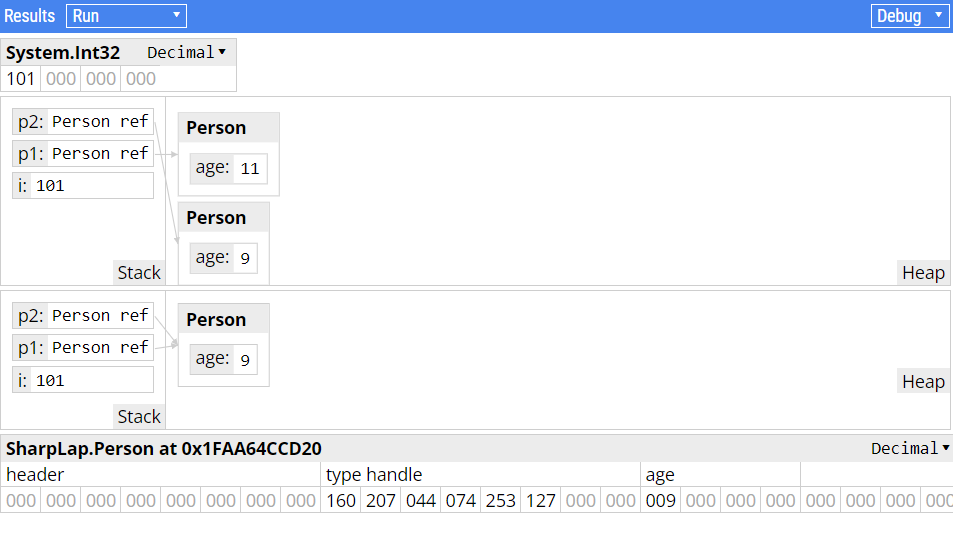 Results Run Debug
System.Int32 Decimal
101 000 000 000
p2: Person ref
p1: Person ref
i: 101
Stack
Person
age: 11
Person
age: 9
Heap
p2: Person ref
p1: Person ref
i: 101
Stack
Person
age: 9
Heap
SharpLap.Person at 0x1FAA64CCD20 Decimal
header type handle age
000 000 000 000 000 000 000 000 160 207 044 074 253 127 000 000 009 000 000 000 000 000 000 000